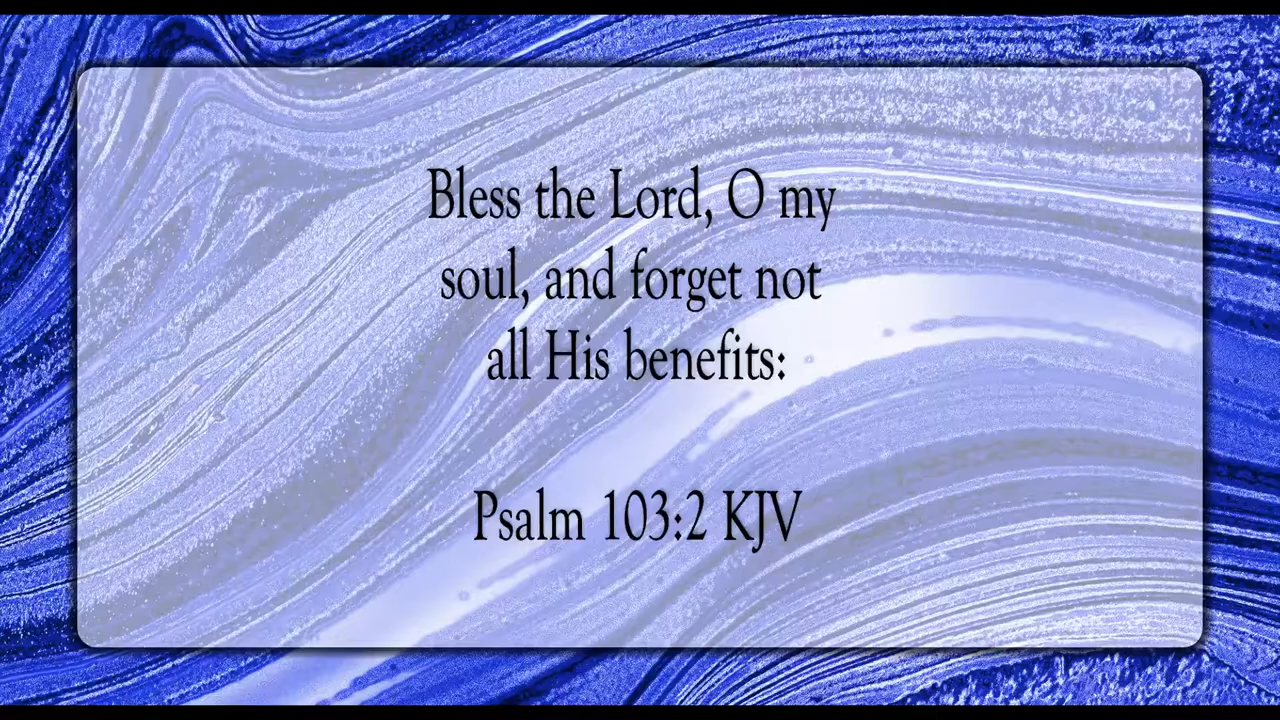 Bless the Lord, O my
soul, and forget not
all His benefits:
Psalm 103:2 KJV